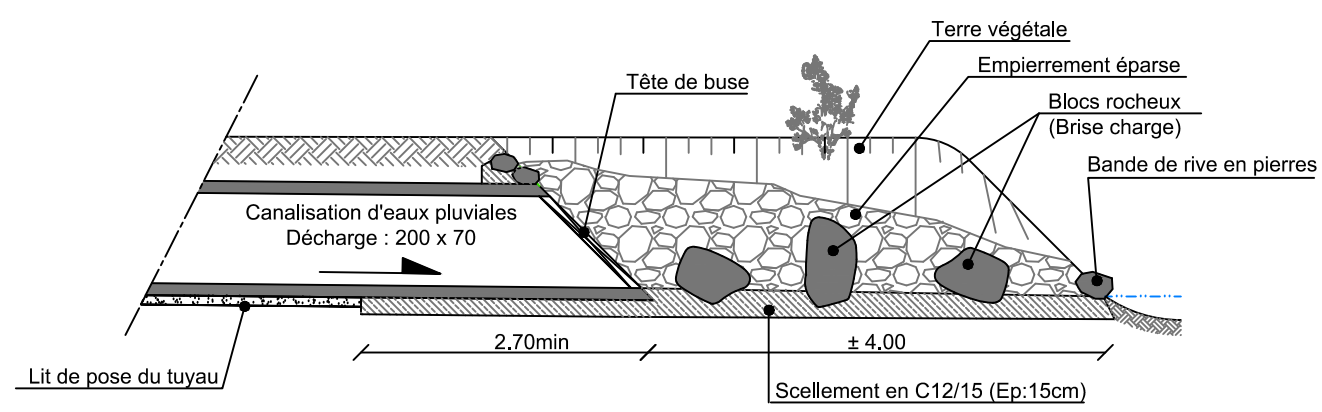 Terre végétale
Empierrement éparse
Tête de buse
Blocs rocheux
(Brise charge)
Bande de rive en pierres
Canalisation d'eaux pluviales
Décharge : 200 x 70
2.70min
± 4.00
Lit de pose du tuyau
Scellement en C12/15 (Ep:15cm)